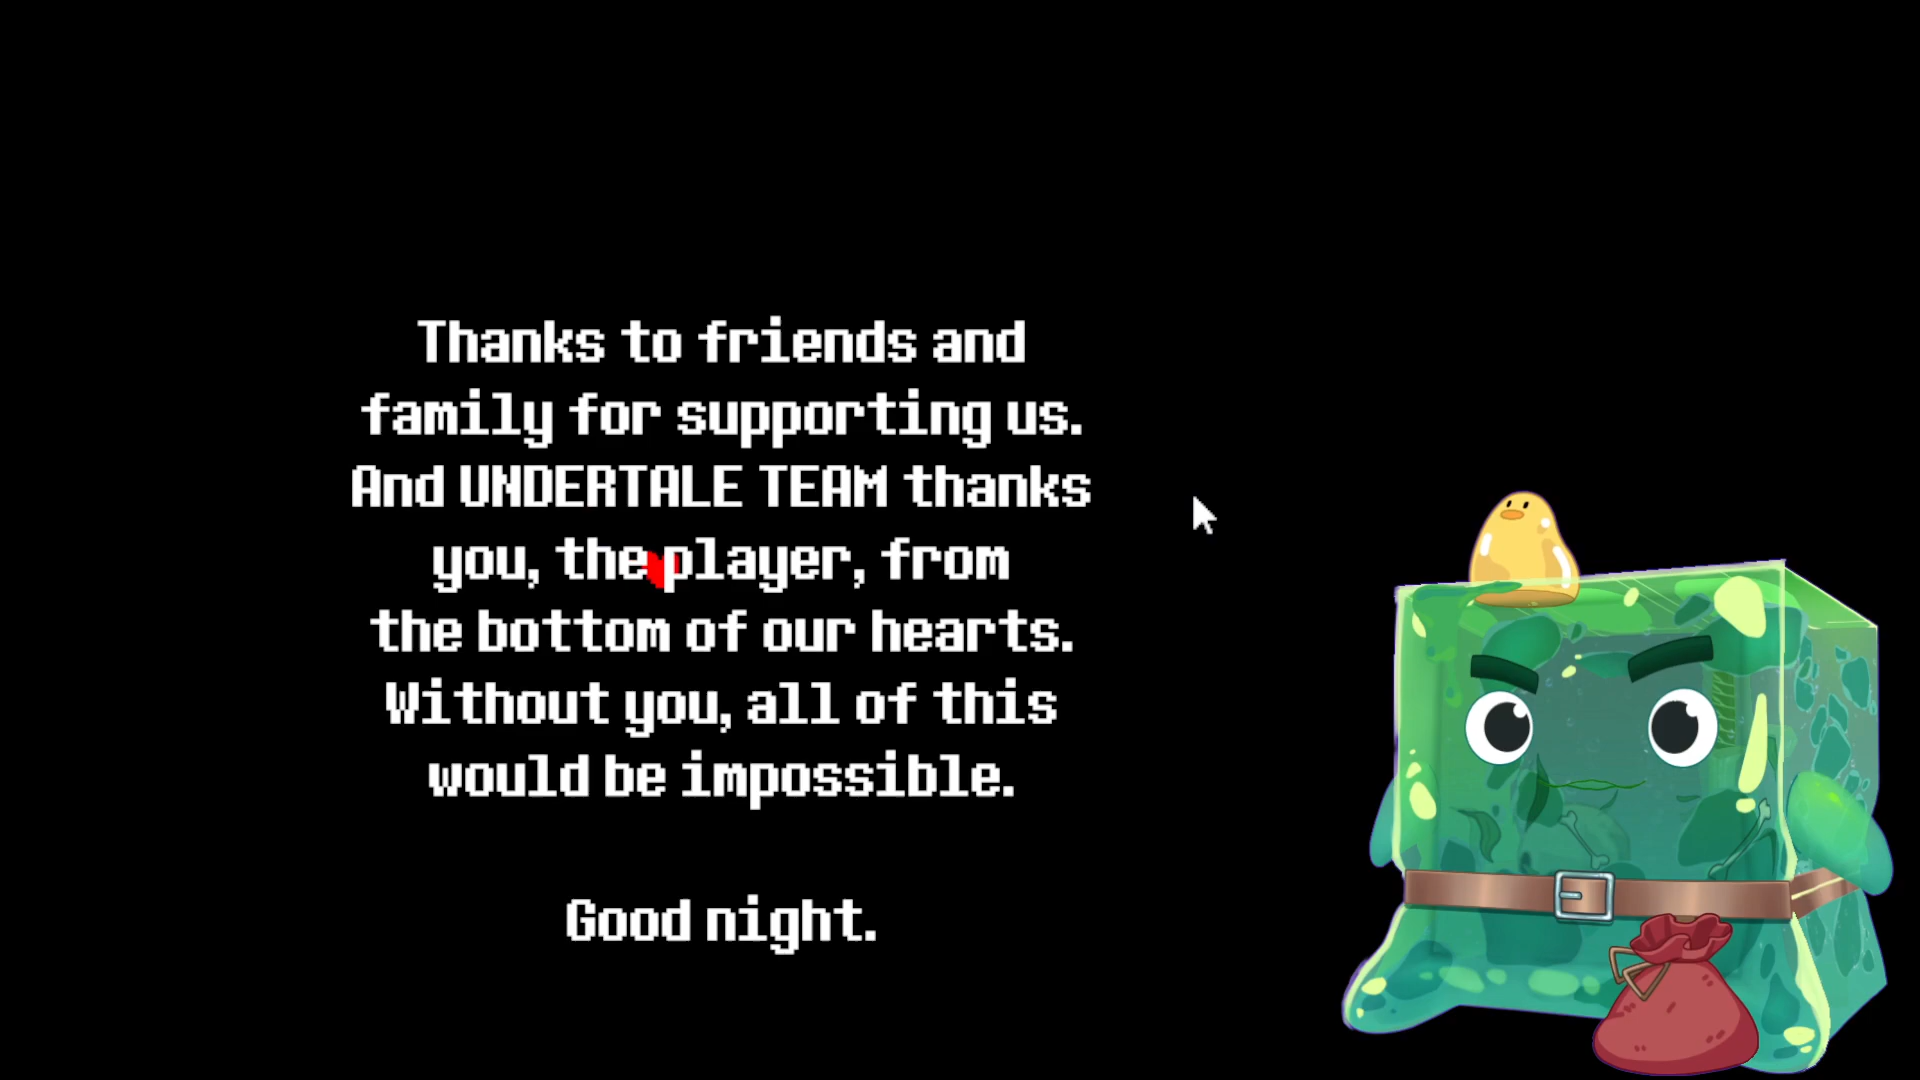 Thanks to friends and
family for supporting us.
And UNDERTALE TEAM thanks
you, the player, from
the bottom of our hearts.
Without you, all of this
would be impossible.
Good night.